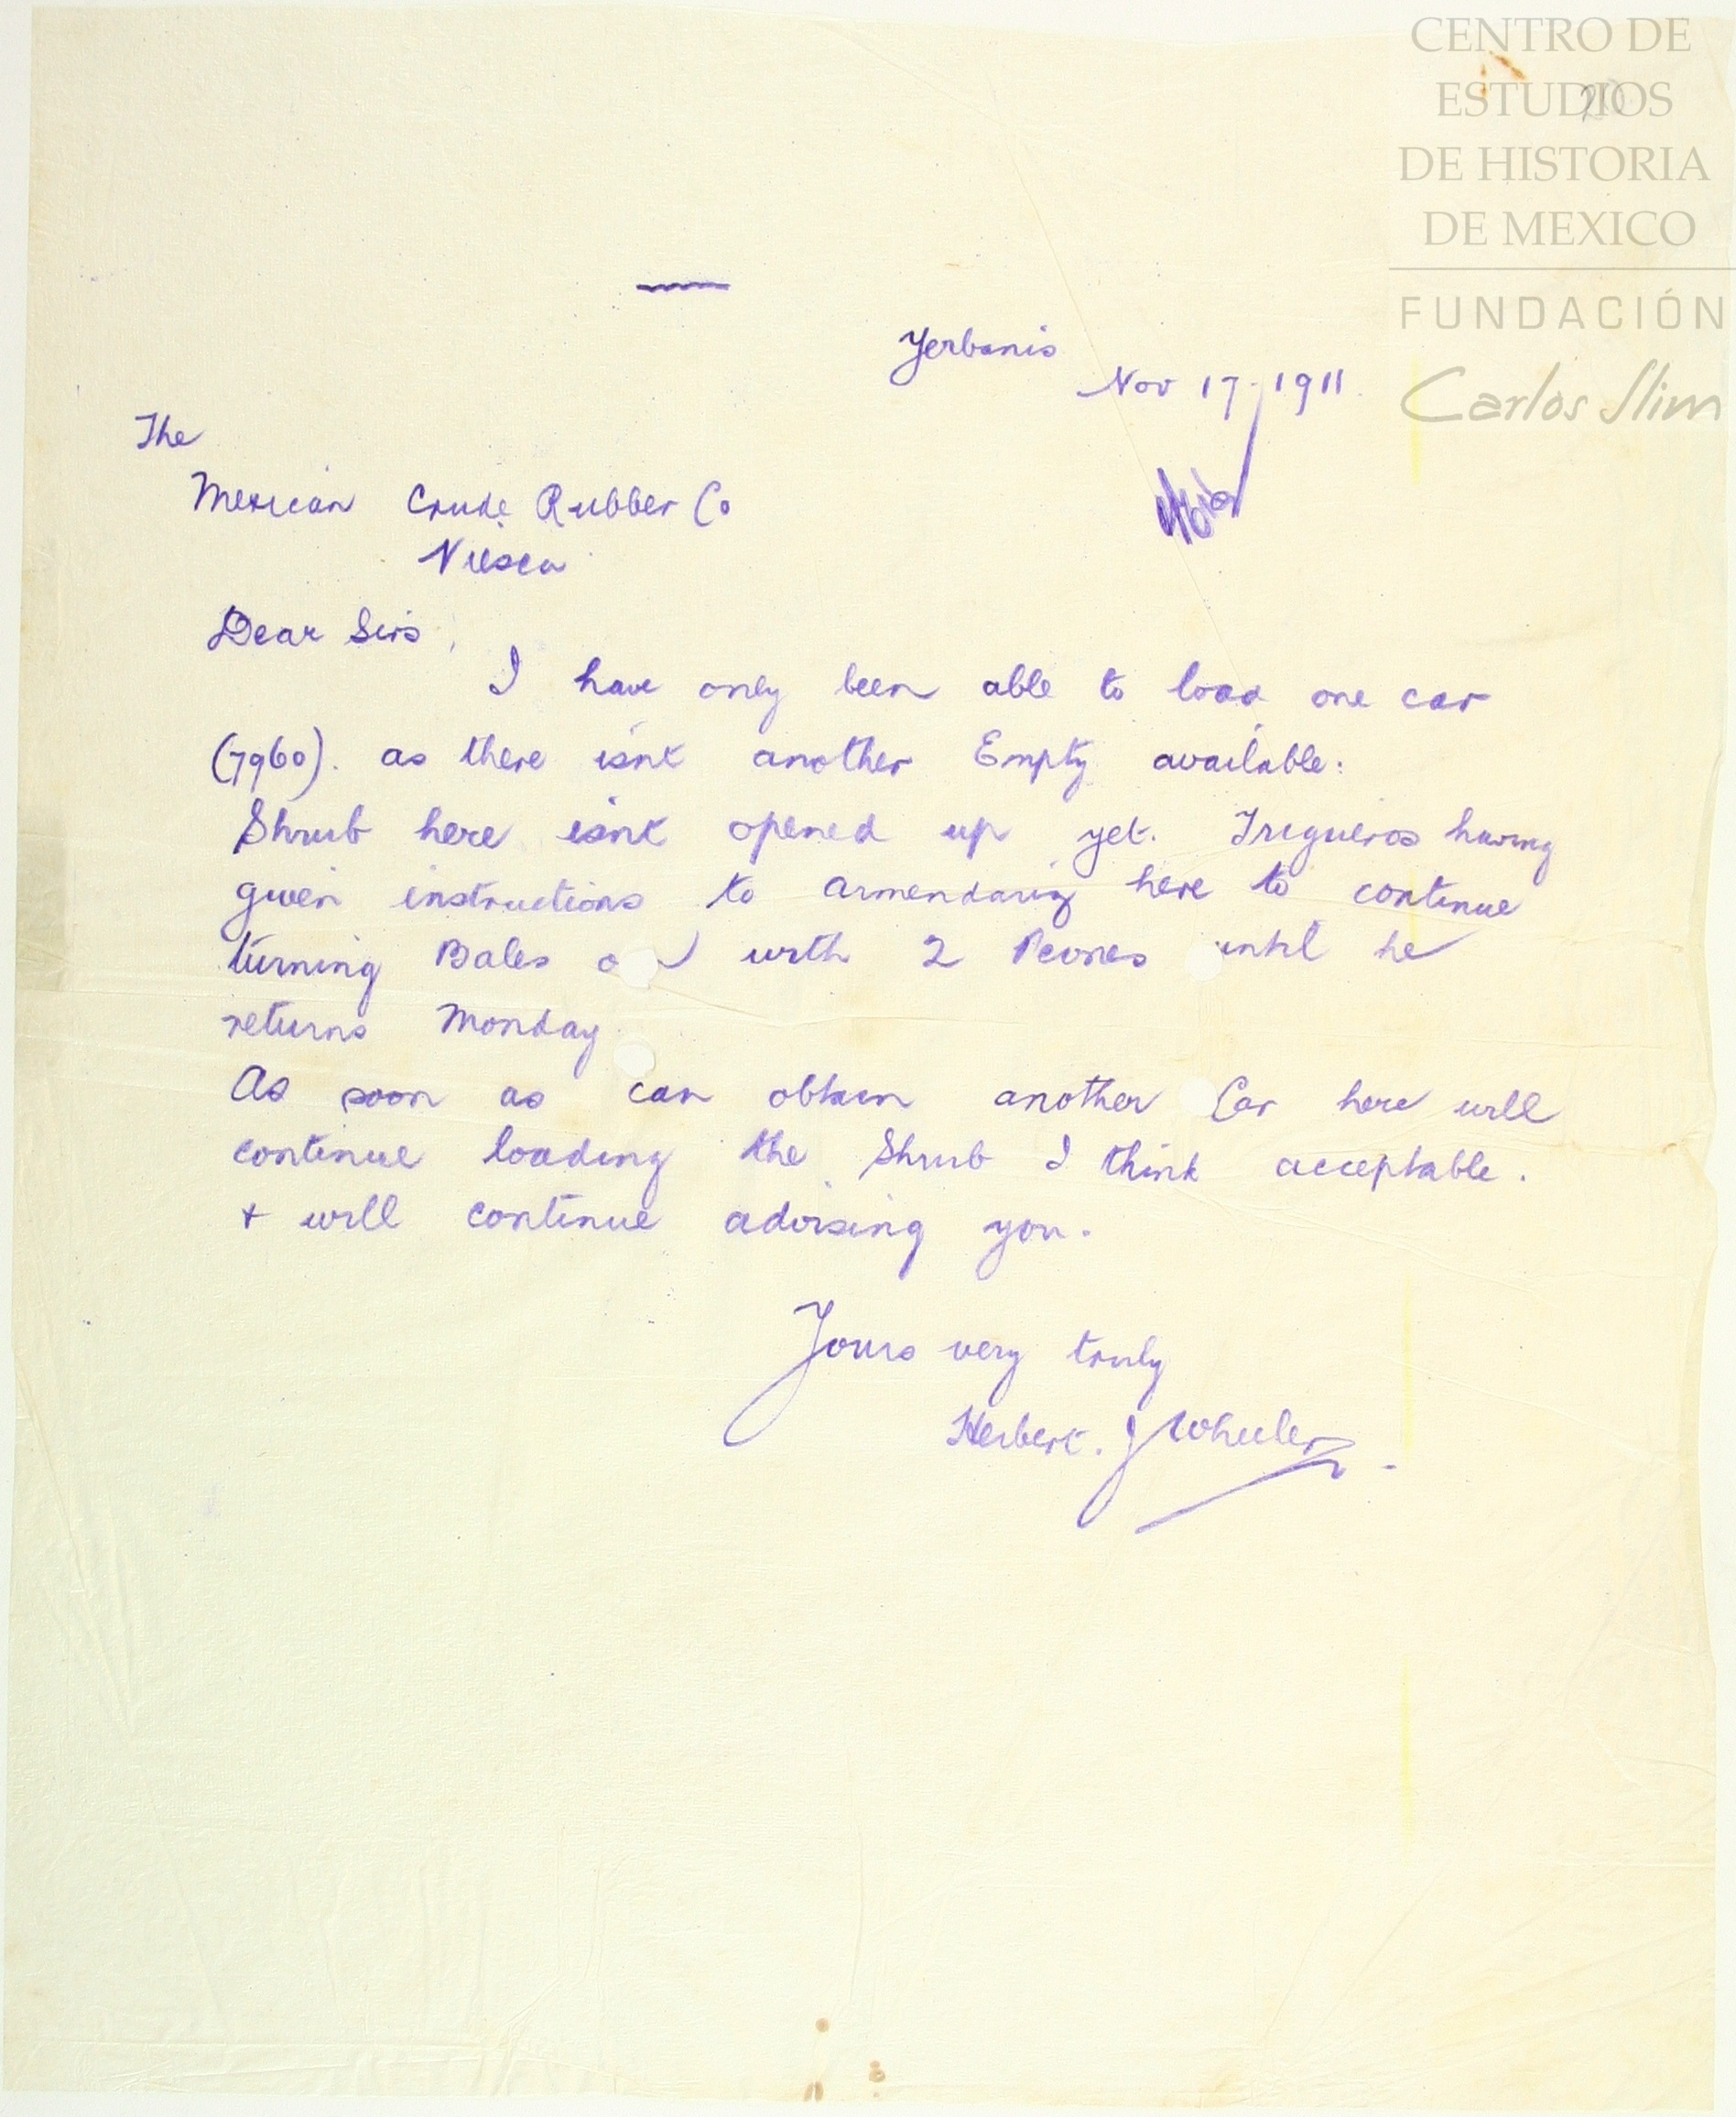 CENTRO DE
ESTUDIOS
DE HISTORIA
DE MEXICO
FUNDACIÓN
Carlos Slim
Yerbanis
Nov 17-1911.
The
Mexican Crude Rubber Co
Viesca
Dear Sirs,
I have only been able to load one car
(7960). as there isnt another Empty available:
Shrub here isnt opened up yet. Trigueros having
given instructions to Armendariz here to continue
turning Bales with 2 Peones until he
returns Monday.
As soon as can obtain another Car here will
continue loading the Shrub I think acceptable.
+ will continue advising you.
Yours very truly
Herbert. J Wheeler.